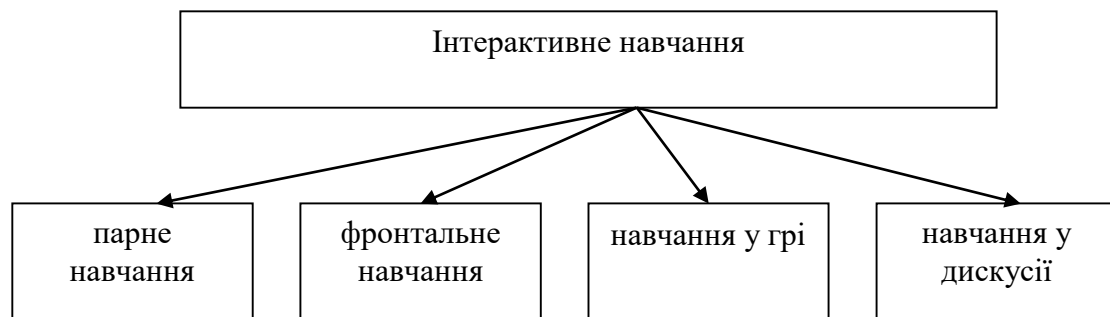 Інтерактивне навчання
парне
навчання
фронтальне
навчання
навчання у грі
навчання у
дискусії